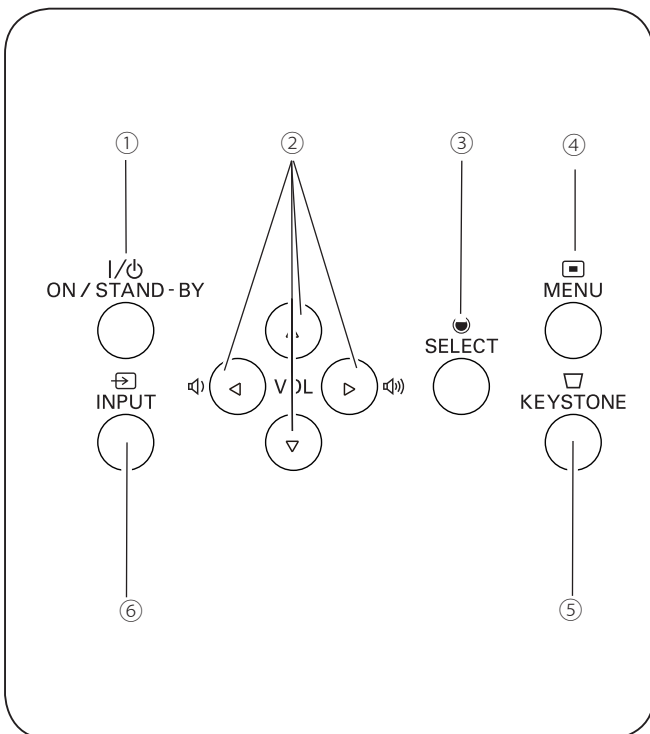 ① ② ③ ④
ON / STAND-BY
MENU
SELECT
INPUT
VOL
KEYSTONE
⑥ ⑤